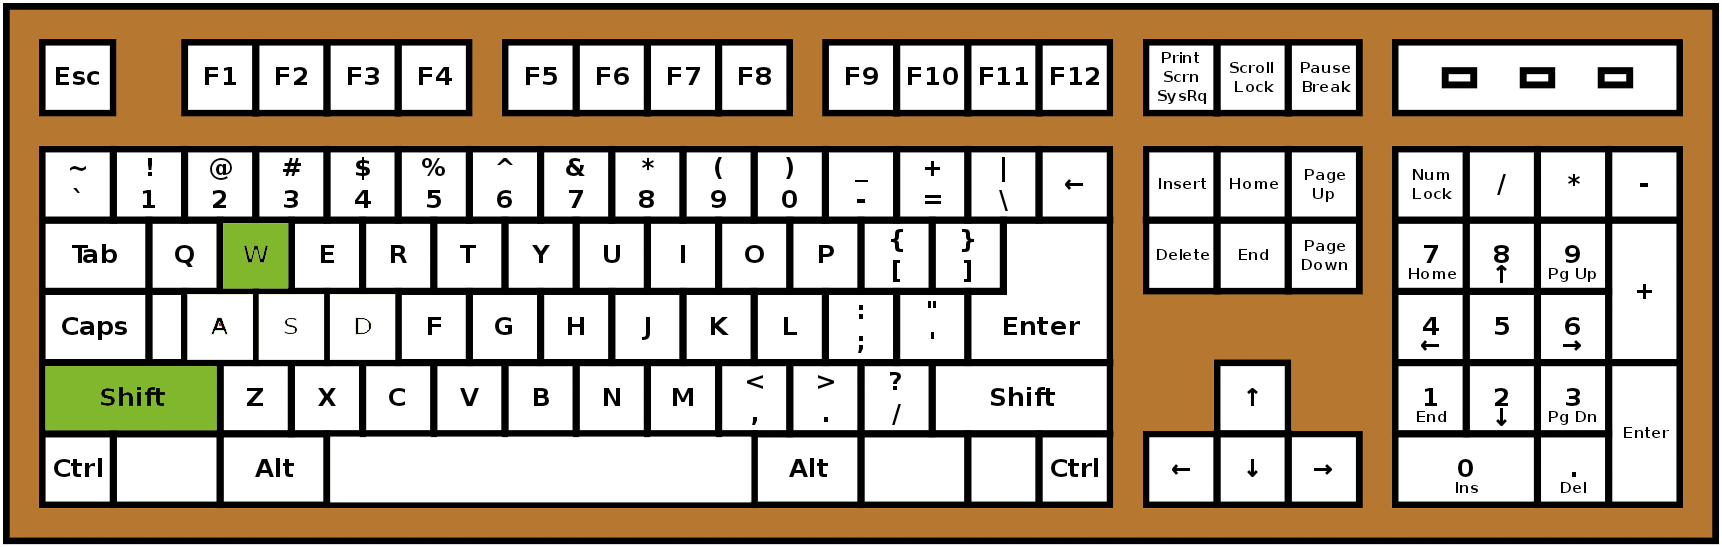 Esc F1 F2 F3 F4 F5 F6 F7 F8 F9 F10 F11 F12 Print Scrn SysRq Scroll Lock Pause Break
~ ` ! 1 @ 2 # 3 $ 4 % 5 ^ 6 & 7 * 8 ( 9 ) 0 _ - + = | \ ← Insert Home Page Up Num Lock / * -
Tab Q W E R T Y U I O P { [ } ] Delete End Page Down 7 Home 8 ↑ 9 Pg Up +
Caps A S D F G H J K L : ; " ' Enter 4 ← 5 6 →
Shift Z X C V B N M < , > . ? / Shift ↑ 1 End 2 ↓ 3 Pg Dn Enter
Ctrl Alt Alt Ctrl ← ↓ → 0 Ins . Del